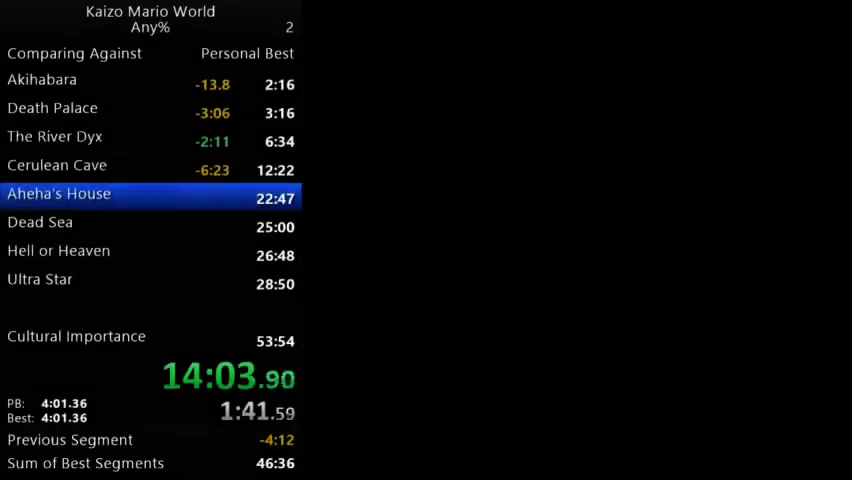 Kaizo Mario World
Any% 2
Comparing Against Personal Best
Akihabara -13.8 2:16
Death Palace -3:06 3:16
The River Dyx -2:11 6:34
Cerulean Cave -6:23 12:22
Aheha's House 22:47
Dead Sea 25:00
Hell or Heaven 26:48
Ultra Star 28:50
Cultural Importance 53:54
14:03.90
PB: 4:01.36 1:41.59
Best: 4:01.36
Previous Segment -4:12
Sum of Best Segments 46:36